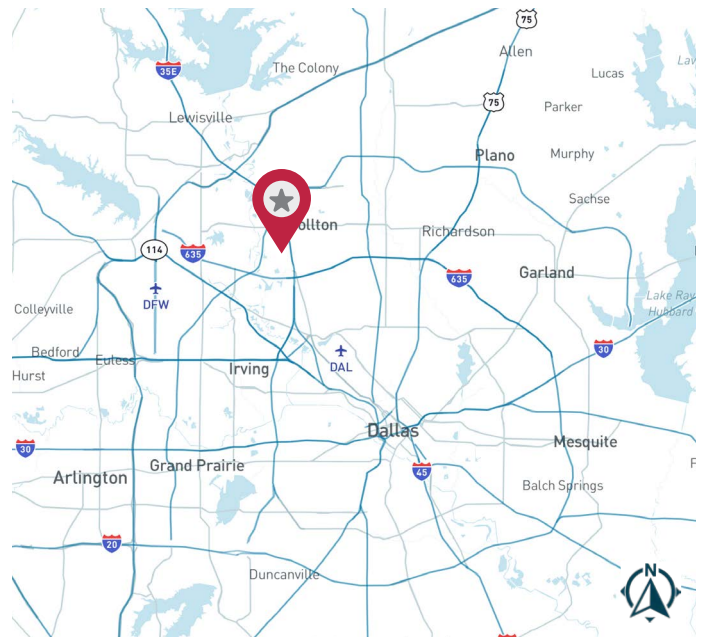 75
Allen
The Colony
35E
Lucas
75
Parker
Lewisville
Plano
Murphy
Sachse
ollton
Richardson
114
635
Garland
635
DFW
Lake Ray
Hubbard
Colleyville
30
Bedford
Euless
DAL
Irving
Hurst
Dallas
Mesquite
30
Grand Prairie
45
Arlington
Balch Springs
20
Duncanville
N